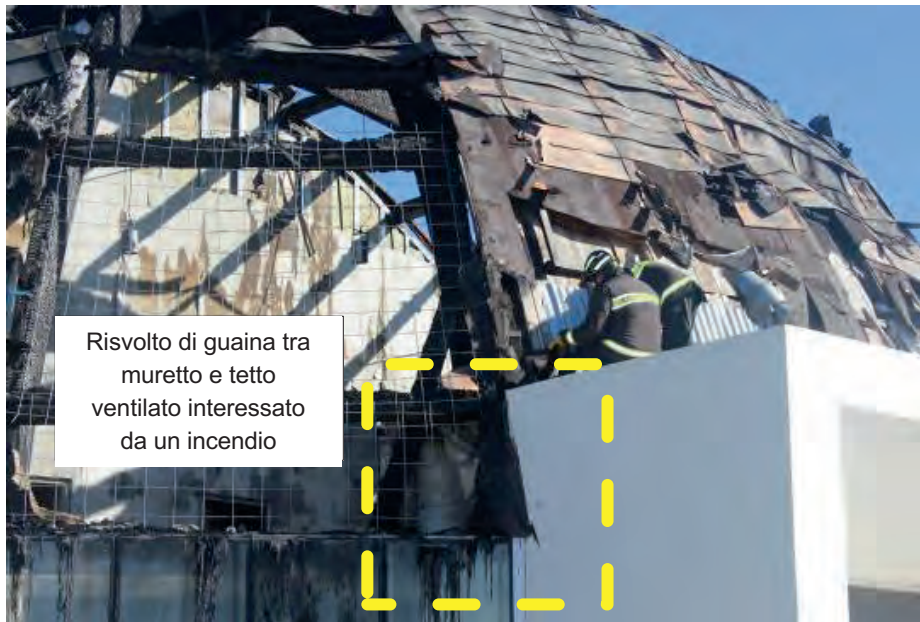 Risvolto di guaina tra
muretto e tetto
ventilato interessato
da un incendio